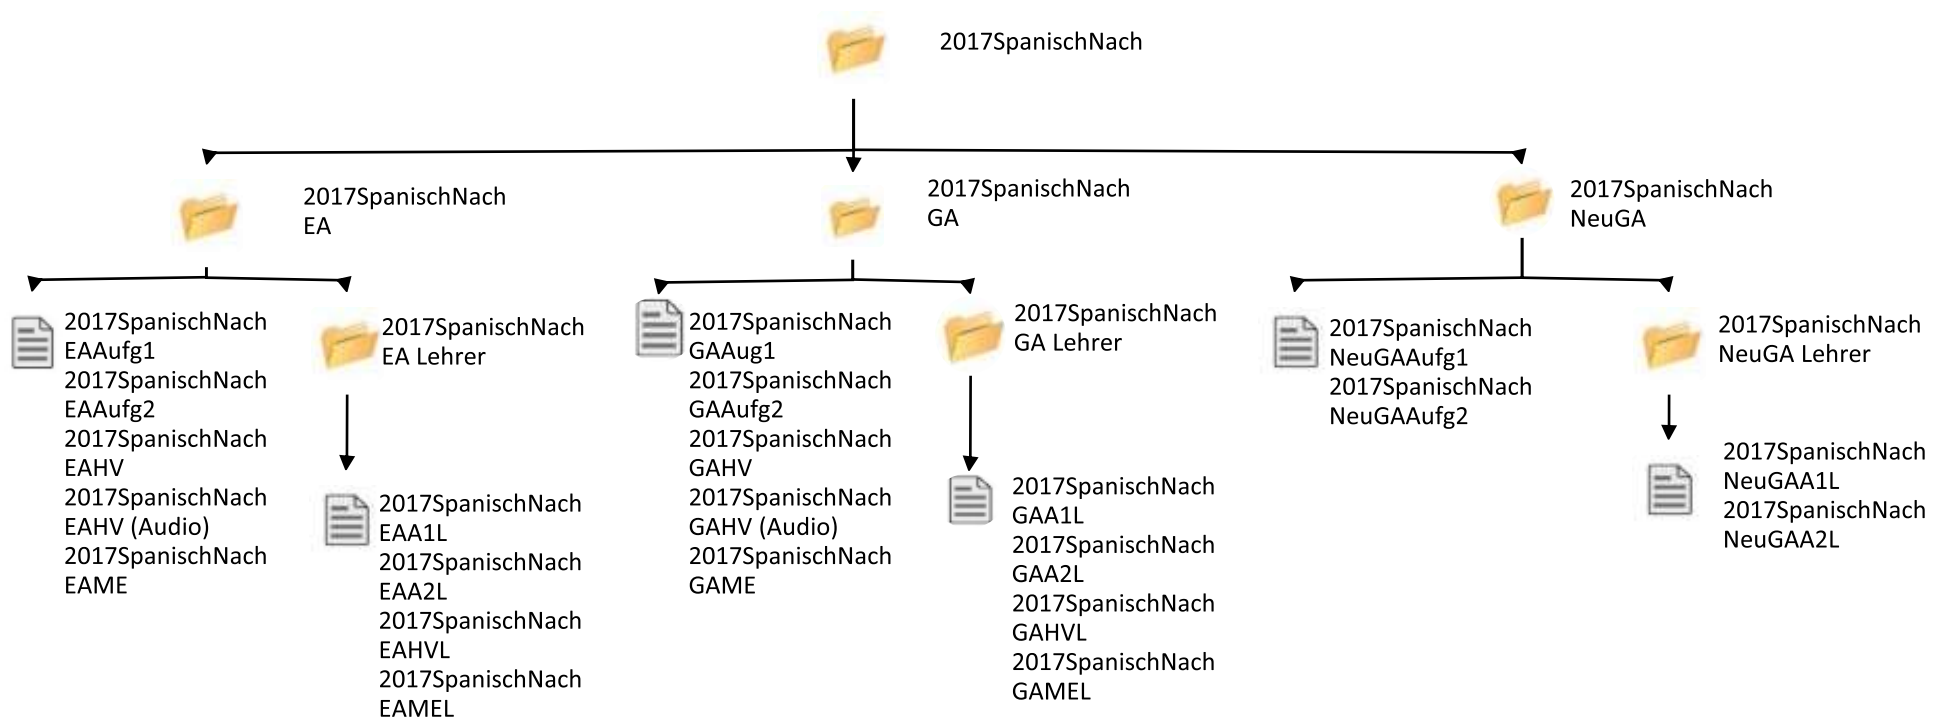 2017SpanischNach
2017SpanischNach
EA
2017SpanischNach
GA
2017SpanischNach
NeuGA
2017SpanischNach
EAAufg1
2017SpanischNach
EAAufg2
2017SpanischNach
EAHV
2017SpanischNach
EAHV (Audio)
2017SpanischNach
EAME
2017SpanischNach
EA Lehrer
2017SpanischNach
EAA1L
2017SpanischNach
EAA2L
2017SpanischNach
EAHVL
2017SpanischNach
EAMEL
2017SpanischNach
GAAug1
2017SpanischNach
GAAufg2
2017SpanischNach
GAHV
2017SpanischNach
GAHV (Audio)
2017SpanischNach
GAME
2017SpanischNach
GA Lehrer
2017SpanischNach
GAA1L
2017SpanischNach
GAA2L
2017SpanischNach
GAHVL
2017SpanischNach
GAMEL
2017SpanischNach
NeuGAAufg1
2017SpanischNach
NeuGAAufg2
2017SpanischNach
NeuGA Lehrer
2017SpanischNach
NeuGAA1L
2017SpanischNach
NeuGAA2L